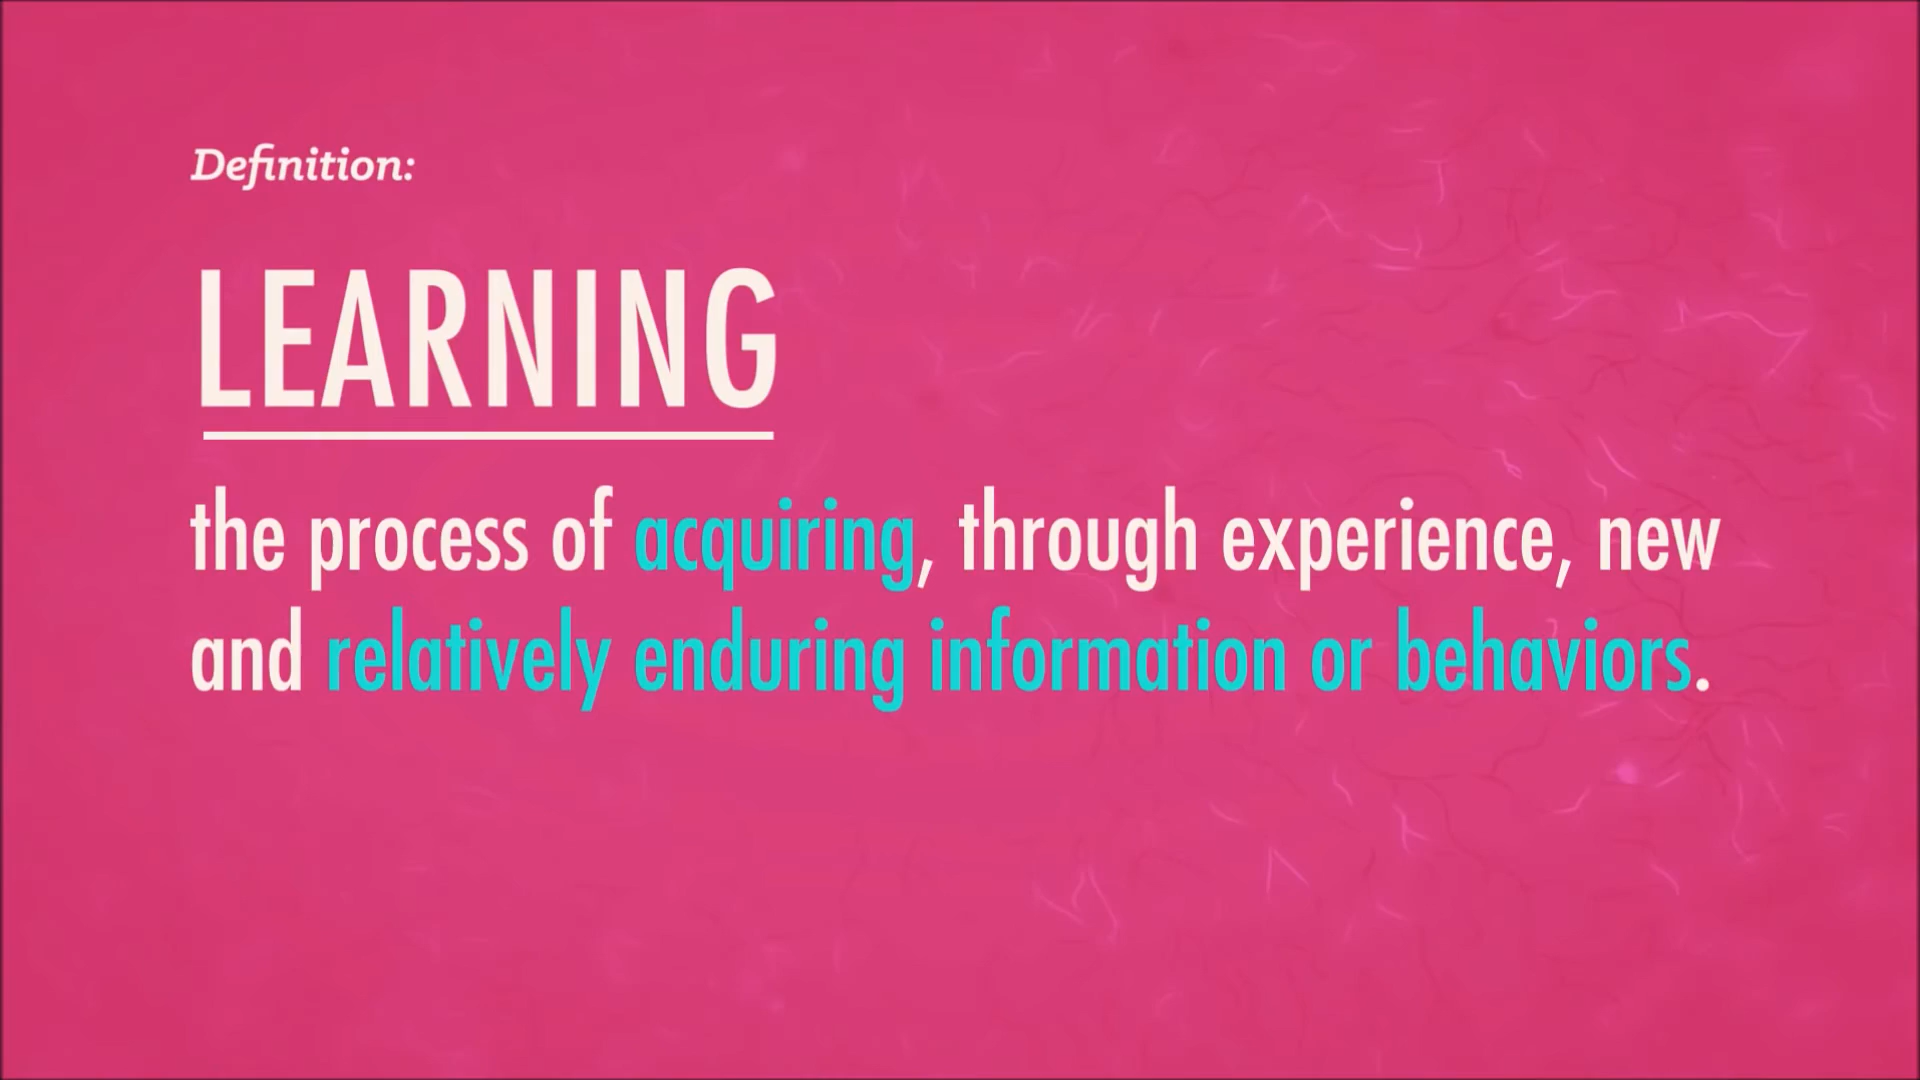 Definition:
LEARNING
the process of acquiring, through experience, new
and relatively enduring information or behaviors.